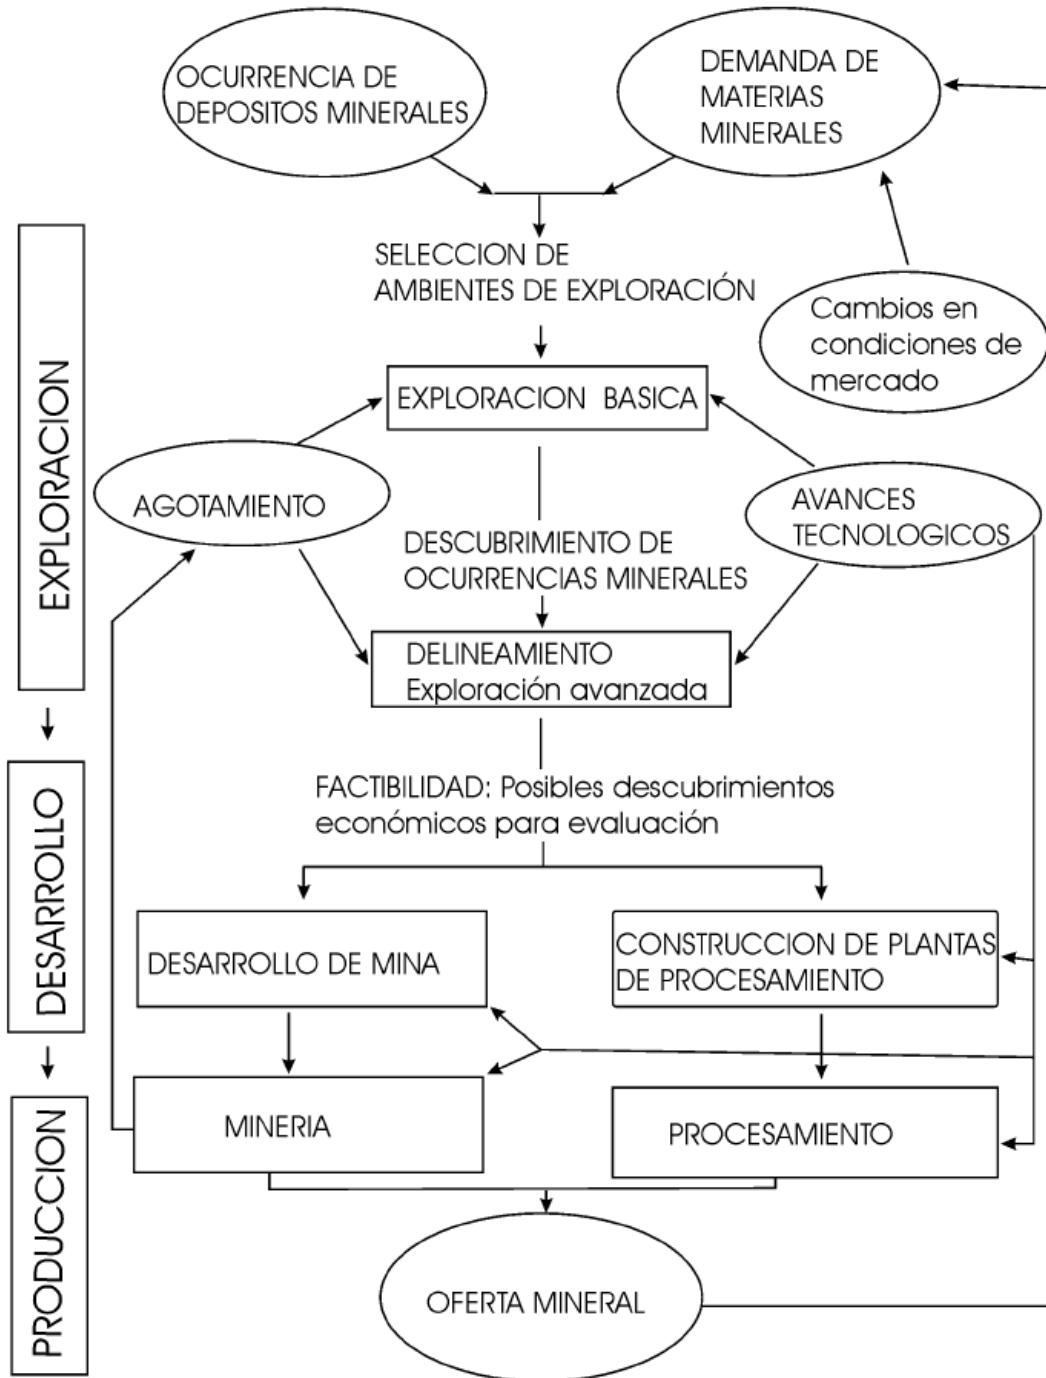 OCURRENCIA DE
DEPOSITOS MINERALES
DEMANDA DE
MATERIAS
MINERALES
SELECCION DE
AMBIENTES DE EXPLORACIÓN
Cambios en
condiciones de
mercado
EXPLORACION
EXPLORACION BASICA
AGOTAMIENTO
AVANCES
TECNOLOGICOS
DESCUBRIMIENTO DE
OCURRENCIAS MINERALES
DELINEAMIENTO
Exploración avanzada
FACTIBILIDAD: Posibles descubrimientos
económicos para evaluación
DESARROLLO
DESARROLLO DE MINA
CONSTRUCCION DE PLANTAS
DE PROCESAMIENTO
PRODUCCION
MINERIA
PROCESAMIENTO
OFERTA MINERAL